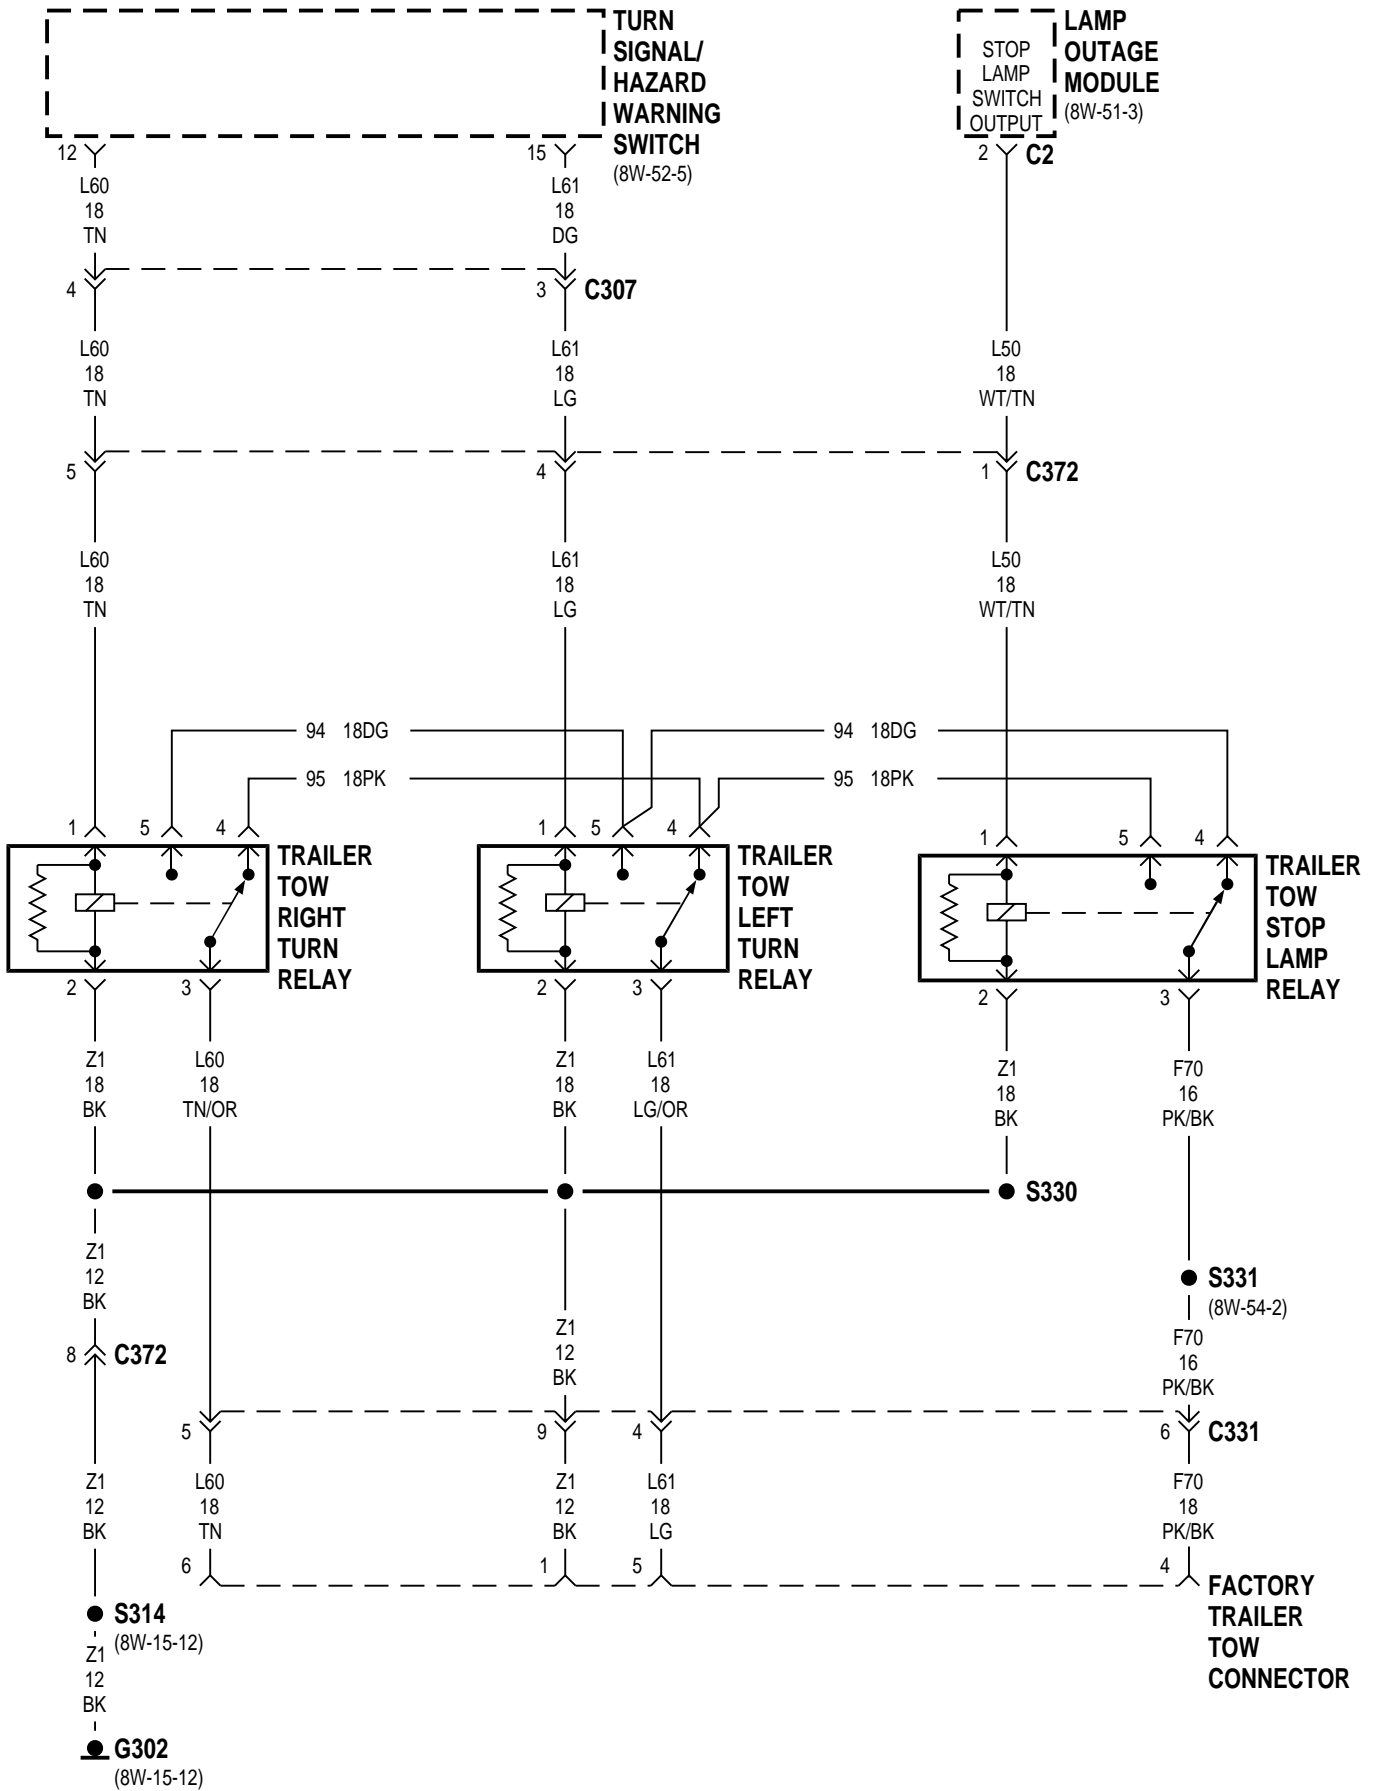 TURN
SIGNAL/
HAZARD
WARNING
SWITCH
(8W-52-5)
STOP
LAMP
SWITCH
OUTPUT
LAMP
OUTAGE
MODULE
(8W-51-3)
12
15
2
C2
L60
18
TN
L61
18
DG
4
3
C307
L60
18
TN
L61
18
LG
L50
18
WT/TN
5
4
1
C372
L60
18
TN
L61
18
LG
L50
18
WT/TN
94 18DG
94 18DG
95 18PK
95 18PK
1
5
4
1
5
4
1
5
4
TRAILER
TOW
RIGHT
TURN
RELAY
TRAILER
TOW
LEFT
TURN
RELAY
TRAILER
TOW
STOP
LAMP
RELAY
2
3
2
3
2
3
Z1
18
BK
L60
18
TN/OR
Z1
18
BK
L61
18
LG/OR
Z1
18
BK
F70
16
PK/BK
S330
Z1
12
BK
S331
(8W-54-2)
8
C372
Z1
12
BK
F70
16
PK/BK
5
9
4
6
C331
Z1
12
BK
L60
18
TN
Z1
12
BK
L61
18
LG
F70
18
PK/BK
6
1
5
4
FACTORY
TRAILER
TOW
CONNECTOR
S314
(8W-15-12)
Z1
12
BK
G302
(8W-15-12)